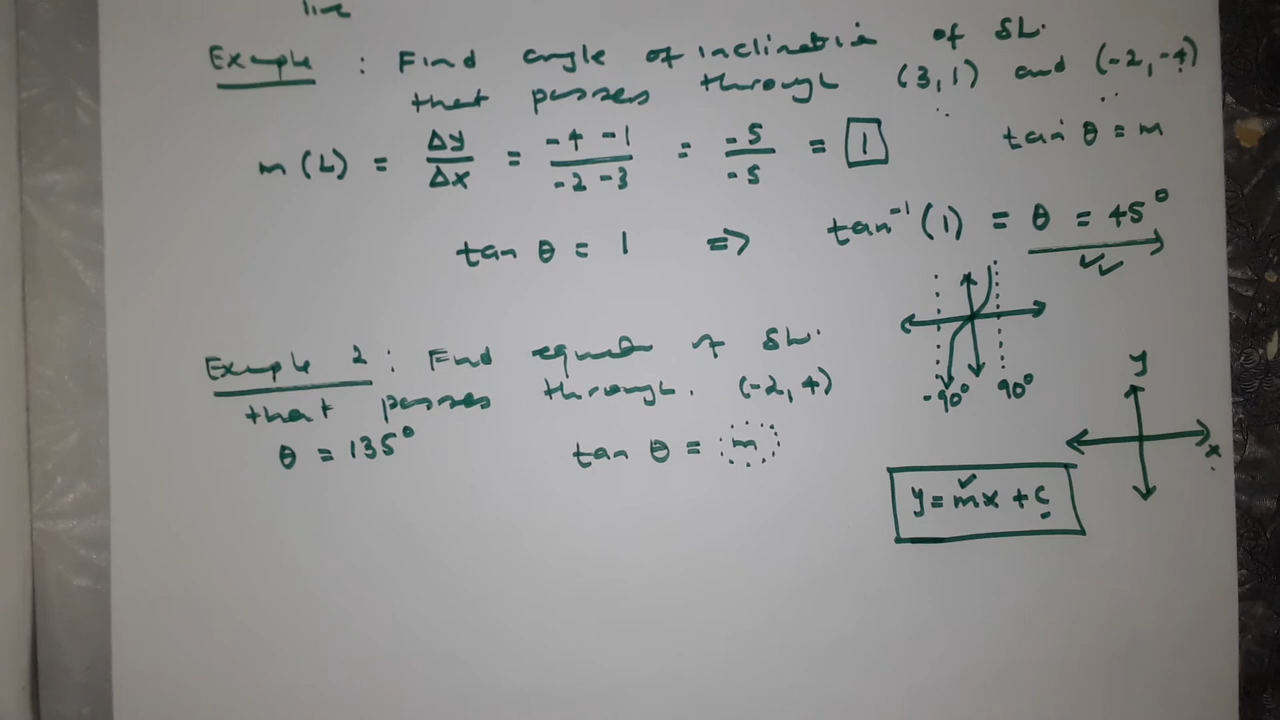 line
Example : Find angle of inclination of SL.
that passes through (3,1) and (-2,-4)
m(L) = Δy/Δx = -4 -1/-2 -3 = -5/-5 = 1
tan θ = m
tan θ = 1 => tan⁻¹(1) = θ = 45°
Example 2 : Find equation of SL.
that passes through. (-2,4)
θ = 135° tan θ = m
-90° 90°
y
x
y = mx + c